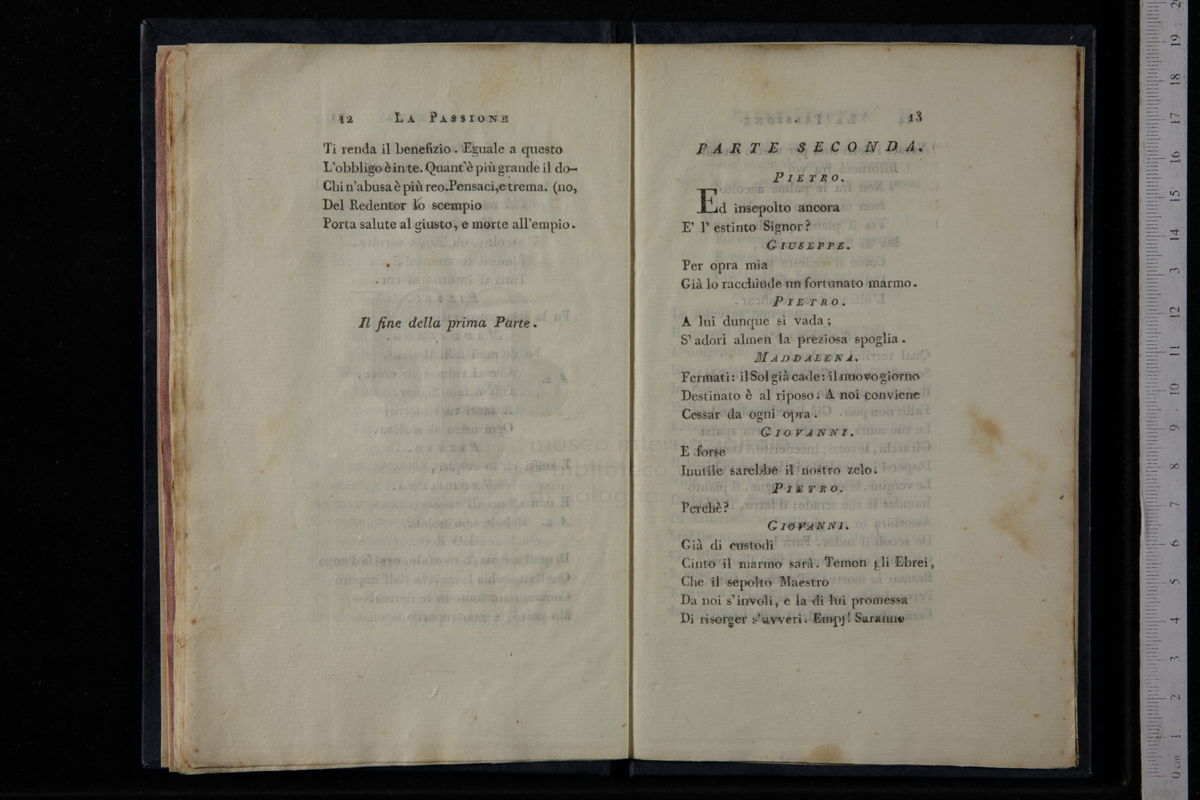 12 LA PASSIONE
Ti renda il benefizio. Eguale a questo
L'obbligo è in te. Quant'è più grande il do-
Chi n'abusa è più reo. Pensaci, e trema. (no,
Del Redentor lo scempio
Porta salute al giusto, e morte all'empio.
Il fine della prima Parte.
13
PARTE SECONDA.
PIETRO.
Ed insepolto ancora
E' l' estinto Signor?
GIUSEPPE.
Per opra mia
Già lo racchiude un fortunato marmo.
PIETRO.
A lui dunque si vada;
S'adori almen la preziosa spoglia.
MADDALENA.
Fermati: il Sol già cade: il nuovo giorno
Destinato è al riposo. A noi conviene
Cessar da ogni opra.
GIOVANNI.
E forse
Inutile sarebbe il nostro zelo.
PIETRO.
Perchè?
GIOVANNI.
Già di custodi
Cinto il marmo sarà. Temon gli Ebrei,
Che il sepolto Maestro
Da noi s'involi, e la di lui promessa
Di risorger s'avveri. Empj! Saranno
museo
biblioteca
bologna